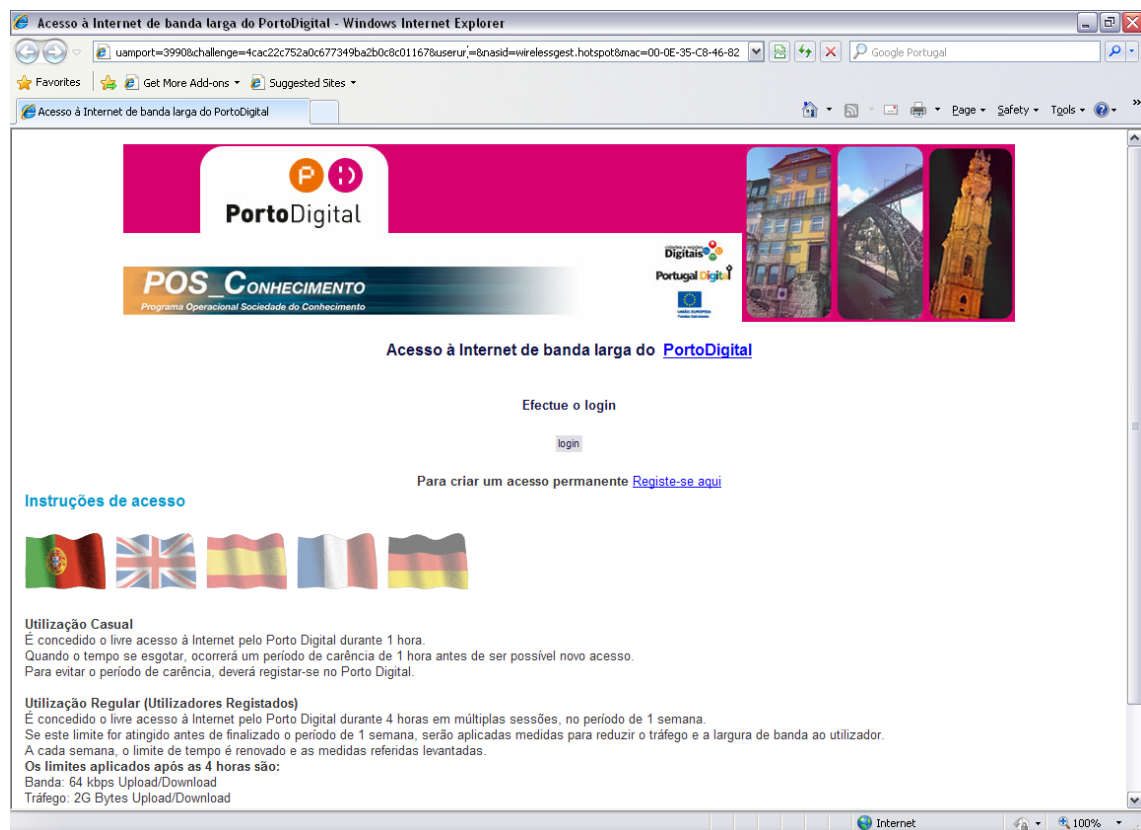 Acesso à Internet de banda larga do PortoDigital - Windows Internet Explorer
uamport=3990&challenge=4cac22c752a0c677349ba2b0c8c01167&userur,=&nasid=wirelessgest.hotspot&mac=00-0E-35-C8-46-82
Google Portugal
Favorites
Get More Add-ons
Suggested Sites
Acesso à Internet de banda larga do PortoDigital
Page
Safety
Tools
PortoDigital
cidades e regiões
Digitais
POS_CONHECIMENTO
Programa Operacional Sociedade do Conhecimento
Portugal Digital
UNIÃO EUROPEIA
Acesso à Internet de banda larga do PortoDigital
Efectue o login
login
Para criar um acesso permanente Registe-se aqui
Instruções de acesso
Utilização Casual
É concedido o livre acesso à Internet pelo Porto Digital durante 1 hora.
Quando o tempo se esgotar, ocorrerá um período de carência de 1 hora antes de ser possível novo acesso.
Para evitar o período de carência, deverá registar-se no Porto Digital.
Utilização Regular (Utilizadores Registados)
É concedido o livre acesso à Internet pelo Porto Digital durante 4 horas em múltiplas sessões, no período de 1 semana.
Se este limite for atingido antes de finalizado o período de 1 semana, serão aplicadas medidas para reduzir o tráfego e a largura de banda ao utilizador.
A cada semana, o limite de tempo é renovado e as medidas referidas levantadas.
Os limites aplicados após as 4 horas são:
Banda: 64 kbps Upload/Download
Tráfego: 2G Bytes Upload/Download
Internet
100%